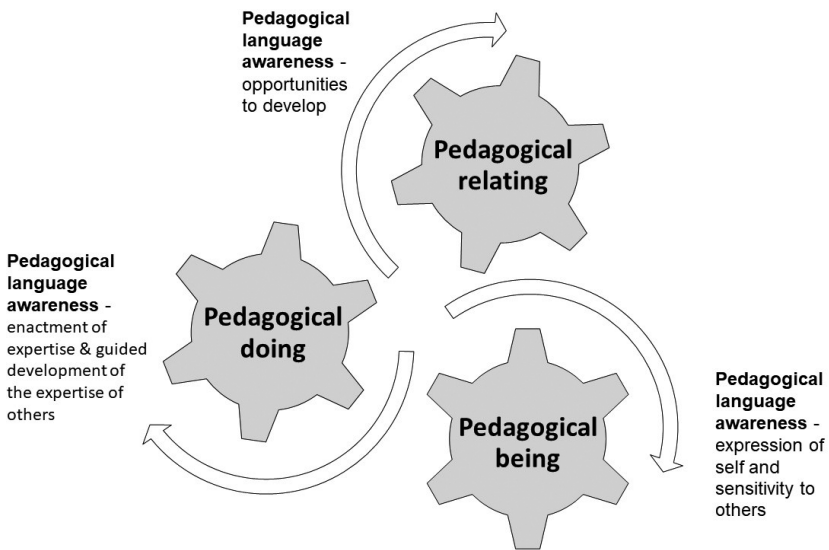 Pedagogical
language
awareness -
opportunities
to develop
Pedagogical
relating
Pedagogical
language
awareness -
enactment of
expertise & guided
development of
the expertise of
others
Pedagogical
doing
Pedagogical
being
Pedagogical
language
awareness -
expression of
self and
sensitivity to
others